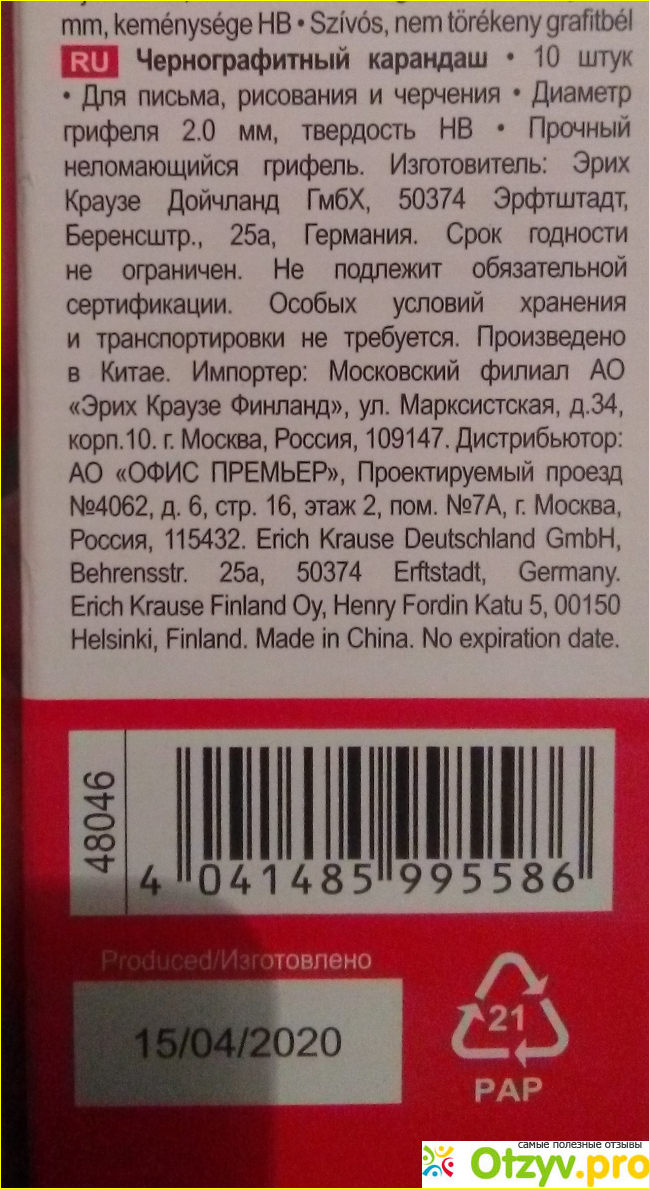 mm, keménysége HB • Szívós, nem törékeny grafitbél
RU Чернографитный карандаш • 10 штук
• Для письма, рисования и черчения • Диаметр
грифеля 2.0 мм, твердость HB • Прочный
неломающийся грифель. Изготовитель: Эрих
Краузе Дойчланд ГмбХ, 50374 Эрфтштадт,
Беренсштр., 25а, Германия. Срок годности
не ограничен. Не подлежит обязательной
сертификации. Особых условий хранения
и транспортировки не требуется. Произведено
в Китае. Импортер: Московский филиал АО
«Эрих Краузе Финланд», ул. Марксистская, д.34,
корп.10. г. Москва, Россия, 109147. Дистрибьютор:
АО «ОФИС ПРЕМЬЕР», Проектируемый проезд
№4062, д. 6, стр. 16, этаж 2, пом. №7А, г. Москва,
Россия, 115432. Erich Krause Deutschland GmbH,
Behrensstr. 25a, 50374 Erftstadt, Germany.
Erich Krause Finland Oy, Henry Fordin Katu 5, 00150
Helsinki, Finland. Made in China. No expiration date.
48046
4 041485 995586
Produced/Изготовлено
15/04/2020
21
PAP
самые полезные отзывы
Otzyv.pro